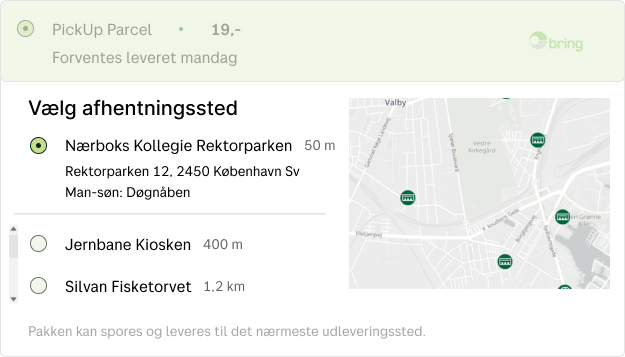 PickUp Parcel • 19,-
Forventes leveret mandag
bring
Vælg afhentningssted
Nærboks Kollegie Rektorparken 50 m
Rektorparken 12, 2450 København Sv
Man-søn: Døgnåben
Jernbane Kiosken 400 m
Silvan Fisketorvet 1,2 km
Valby
Vestre
Kirkegård
P. Knudsens Gade
Pakken kan spores og leveres til det nærmeste udleveringssted.